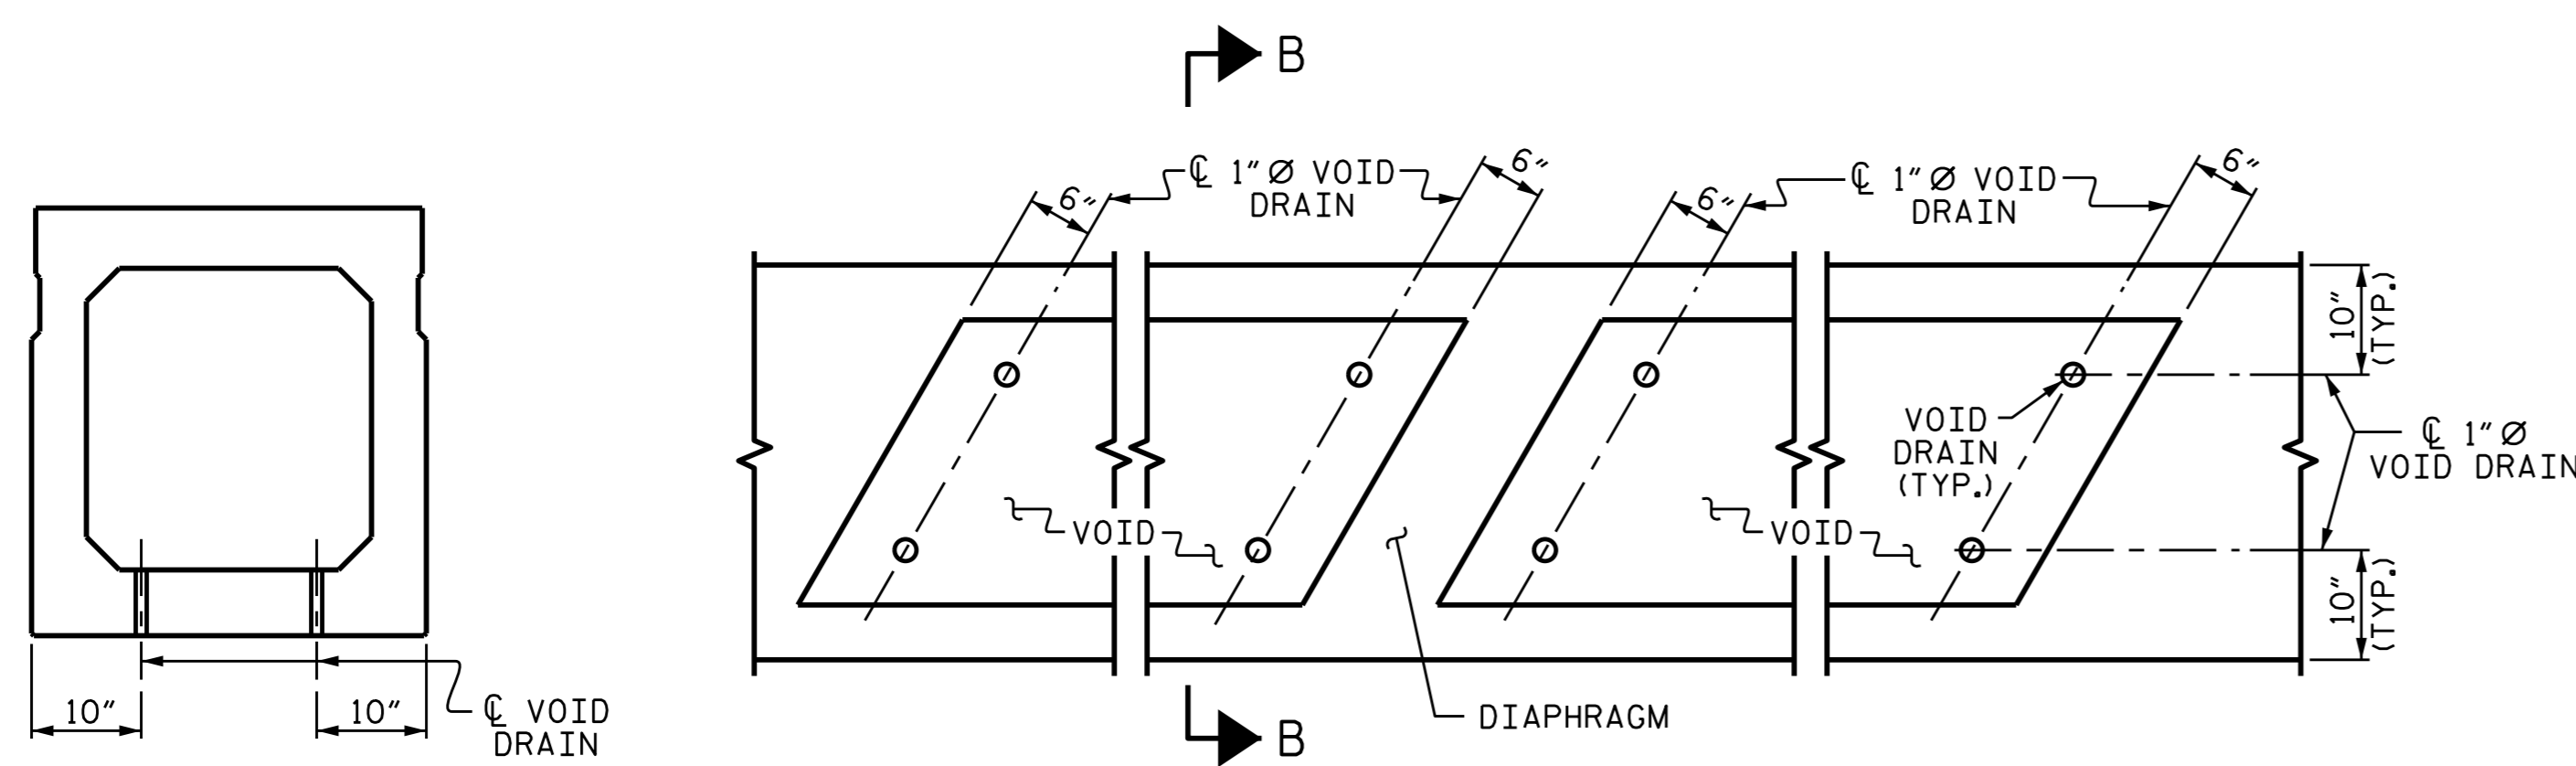 B
℄ 1"Ø VOID
DRAIN
6"
6"
℄ 1"Ø VOID
DRAIN
6"
6"
10"
(TYP.)
VOID
DRAIN
(TYP.)
℄ 1"Ø
VOID DRAIN
VOID
VOID
10"
(TYP.)
10"
10"
℄ VOID
DRAIN
DIAPHRAGM
B